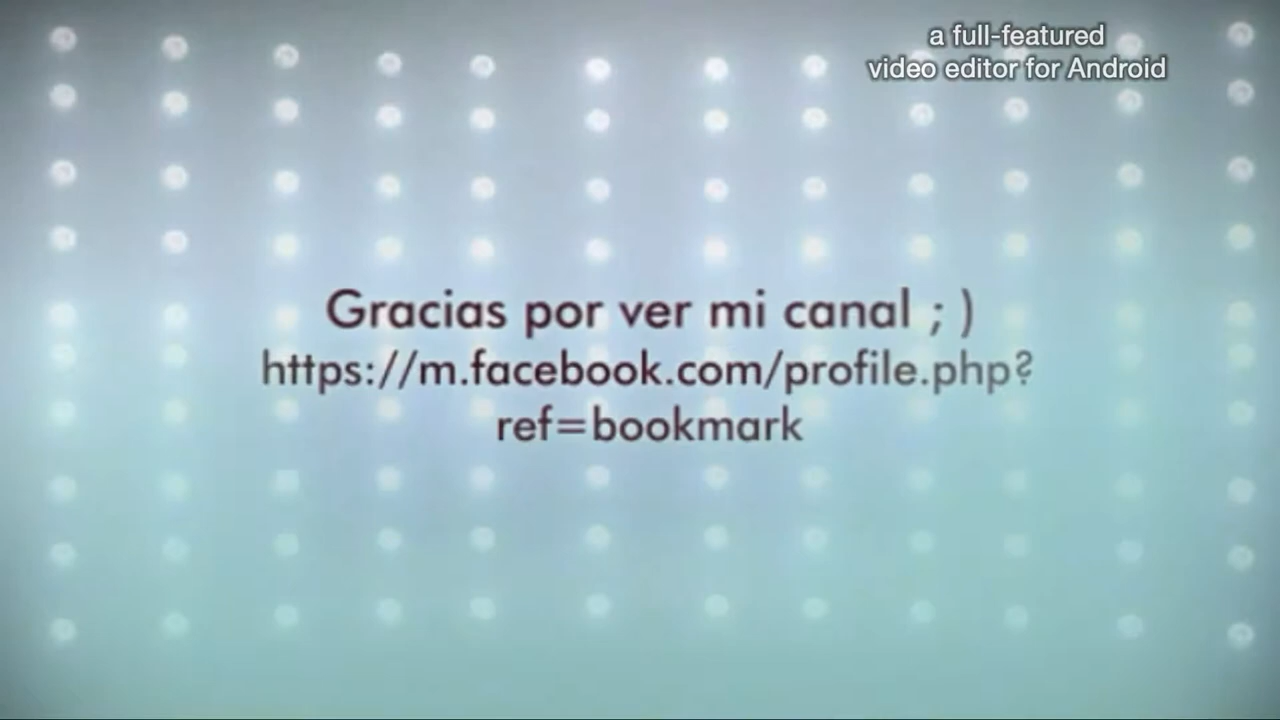 a full-featured
video editor for Android
Gracias por ver mi canal ; )
https://m.facebook.com/profile.php?
ref=bookmark